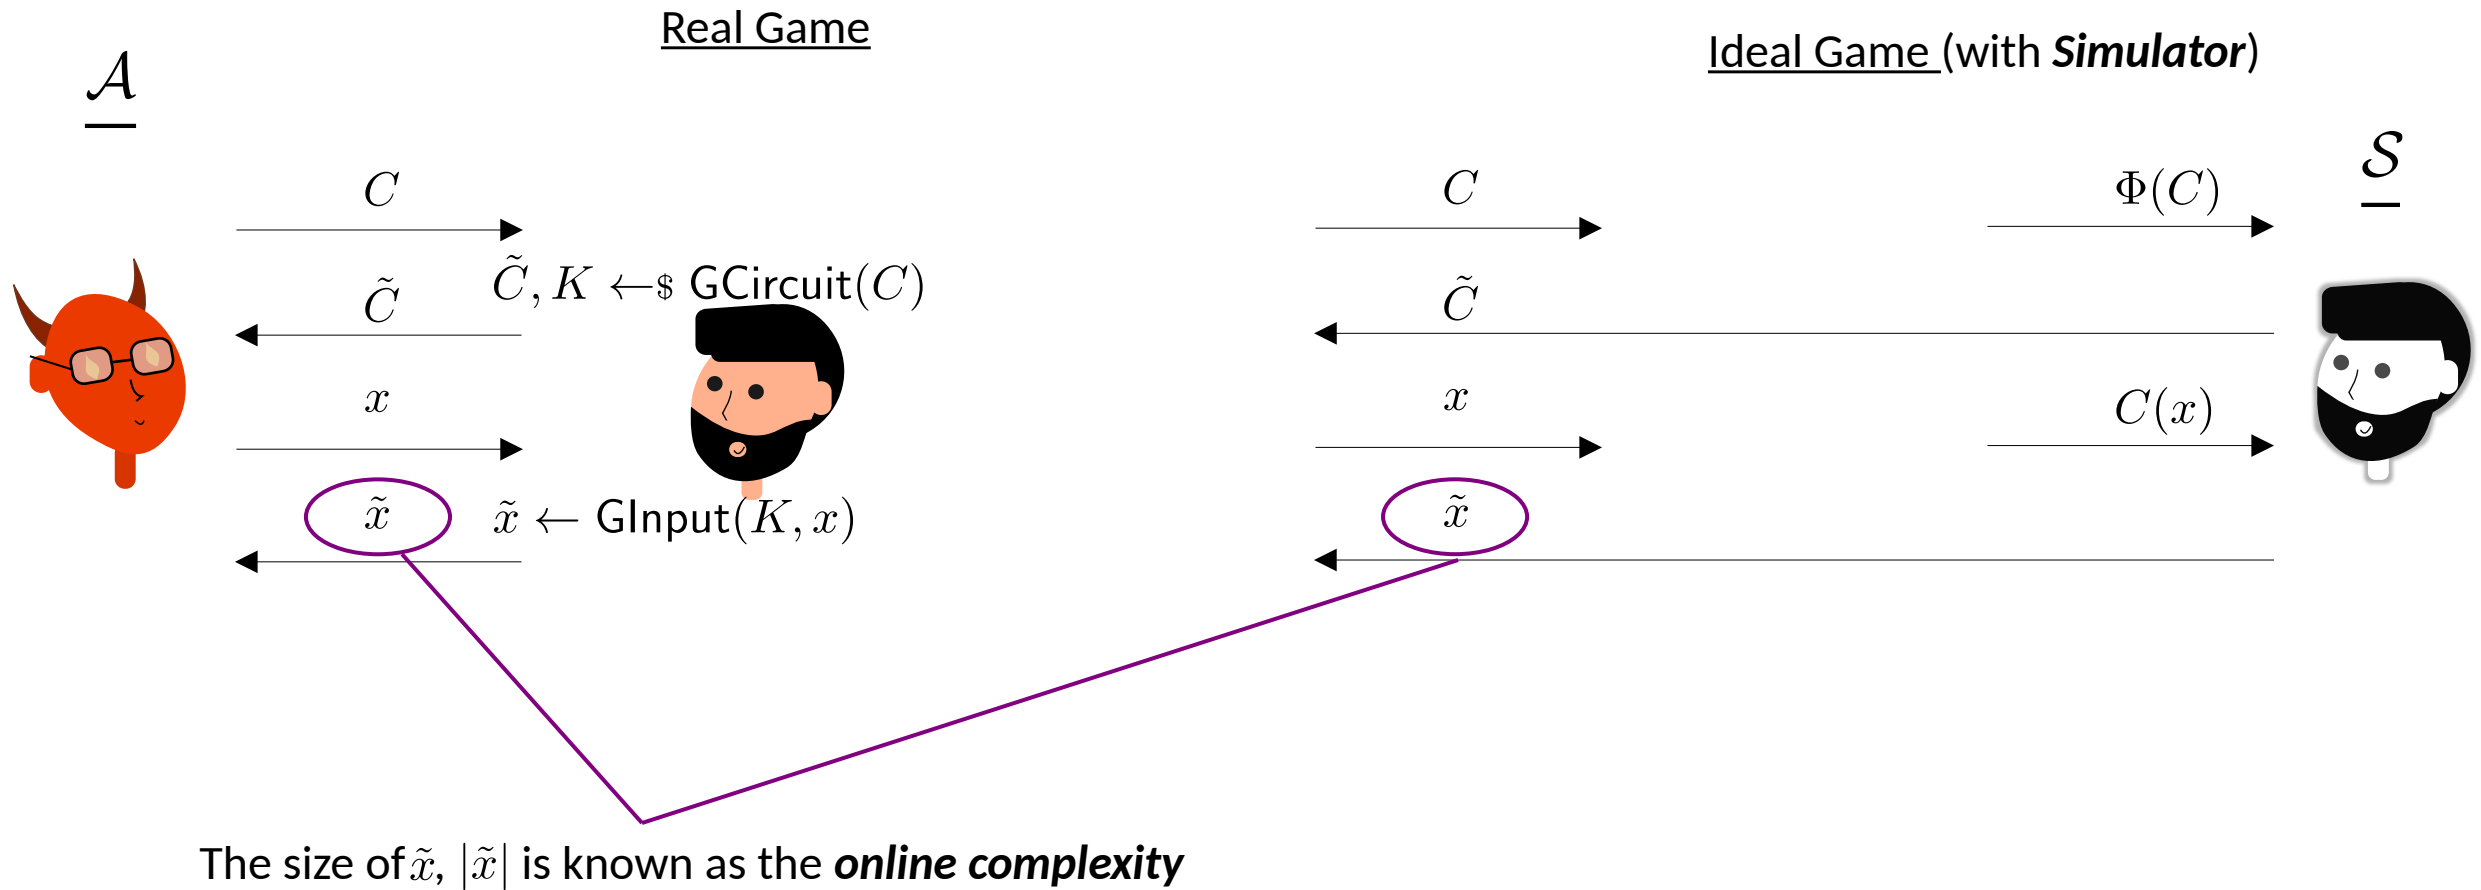 Real Game
Ideal Game (with Simulator)
𝒜
𝒮
C
C
Φ(C)
C̃, K ←$ GCircuit(C)
C̃
C̃
x
x
C(x)
x̃
x̃ ← GInput(K, x)
x̃
The size of x̃, |x̃| is known as the online complexity